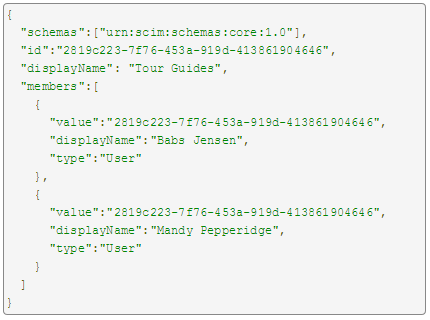 {
  "schemas":["urn:scim:schemas:core:1.0"],
  "id":"2819c223-7f76-453a-919d-413861904646",
  "displayName": "Tour Guides",
  "members":[
    {
      "value":"2819c223-7f76-453a-919d-413861904646",
      "displayName":"Babs Jensen",
      "type":"User"
    },
    {
      "value":"2819c223-7f76-453a-919d-413861904646",
      "displayName":"Mandy Pepperidge",
      "type":"User"
    }
  ]
}